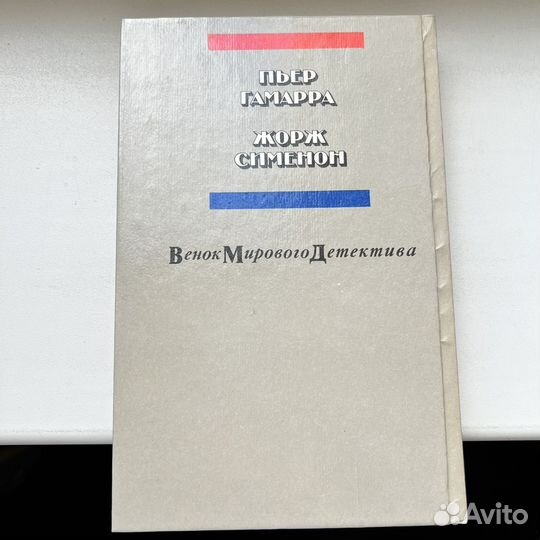 ПЬЕР
ГАМАРРА
ЖОРЖ
СИМЕНОН
ВенокМировогоДетектива
Avito